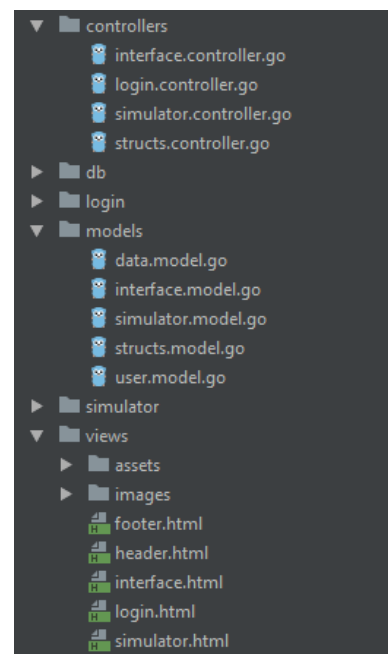 controllers
interface.controller.go
login.controller.go
simulator.controller.go
structs.controller.go
db
login
models
data.model.go
interface.model.go
simulator.model.go
structs.model.go
user.model.go
simulator
views
assets
images
H footer.html
H header.html
H interface.html
H login.html
H simulator.html